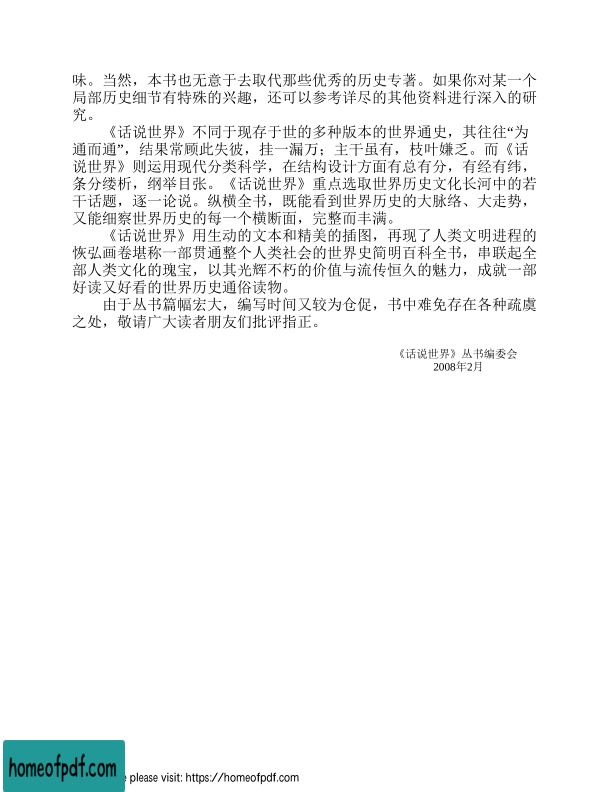 味。当然，本书也无意于去取代那些优秀的历史专著。如果你对某一个
局部历史细节有特殊的兴趣，还可以参考详尽的其他资料进行深入的研
究。
《话说世界》不同于现存于世的多种版本的世界通史，其往往“为
通而通”，结果常顾此失彼，挂一漏万；主干虽有，枝叶嫌乏。而《话
说世界》则运用现代分类科学，在结构设计方面有总有分，有经有纬，
条分缕析，纲举目张。《话说世界》重点选取世界历史文化长河中的若
干话题，逐一论说。纵横全书，既能看到世界历史的大脉络、大走势，
又能细察世界历史的每一个横断面，完整而丰满。
《话说世界》用生动的文本和精美的插图，再现了人类文明进程的
恢弘画卷堪称一部贯通整个人类社会的世界史简明百科全书，串联起全
部人类文化的瑰宝，以其光辉不朽的价值与流传恒久的魅力，成就一部
好读又好看的世界历史通俗读物。
由于丛书篇幅宏大，编写时间又较为仓促，书中难免存在各种疏虞
之处，敬请广大读者朋友们批评指正。
《话说世界》丛书编委会
2008年2月
homeofpdf.com
e please visit: https://homeofpdf.com